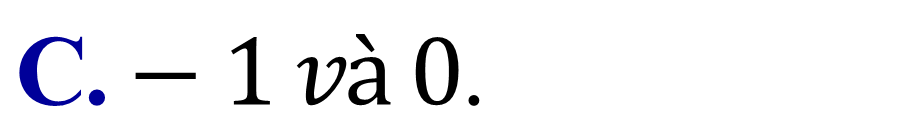 C. − 1 và 0.